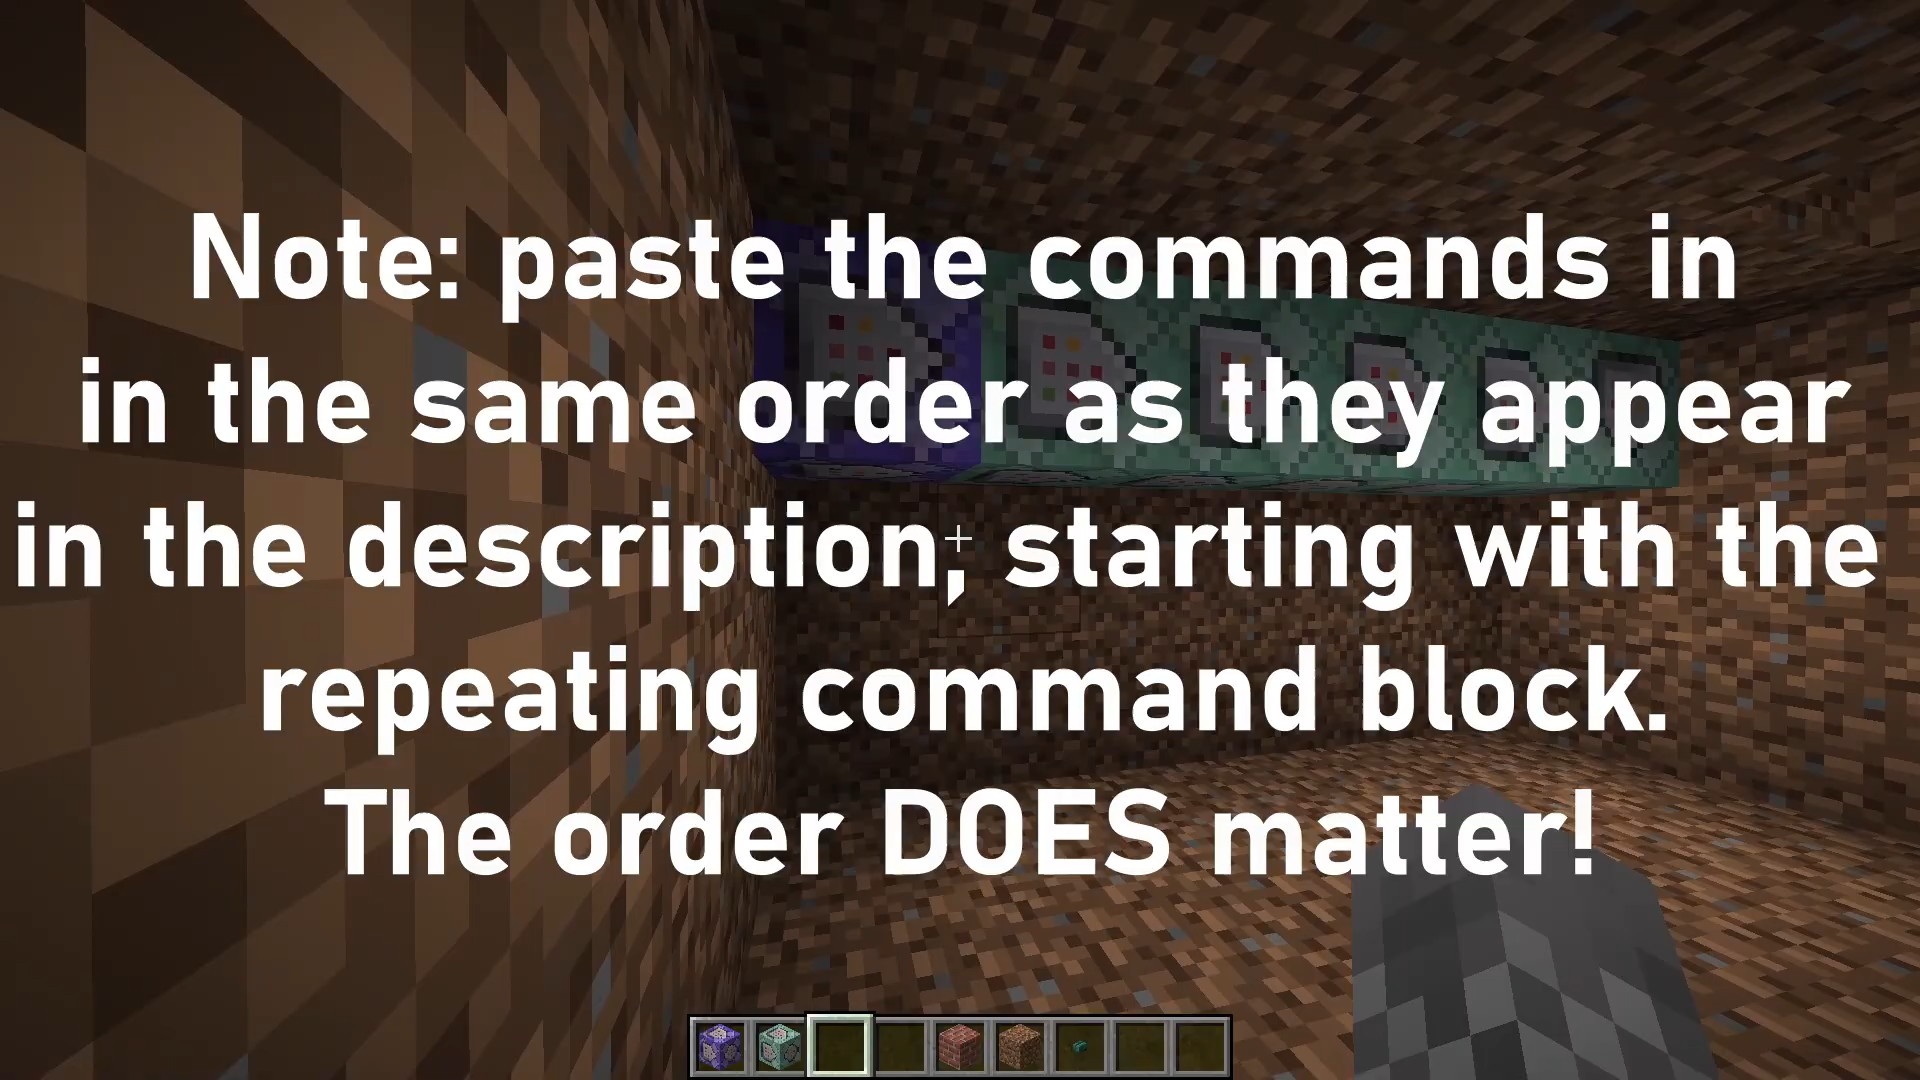 Note: paste the commands in
in the same order as they appear
in the description, starting with the
repeating command block.
The order DOES matter!